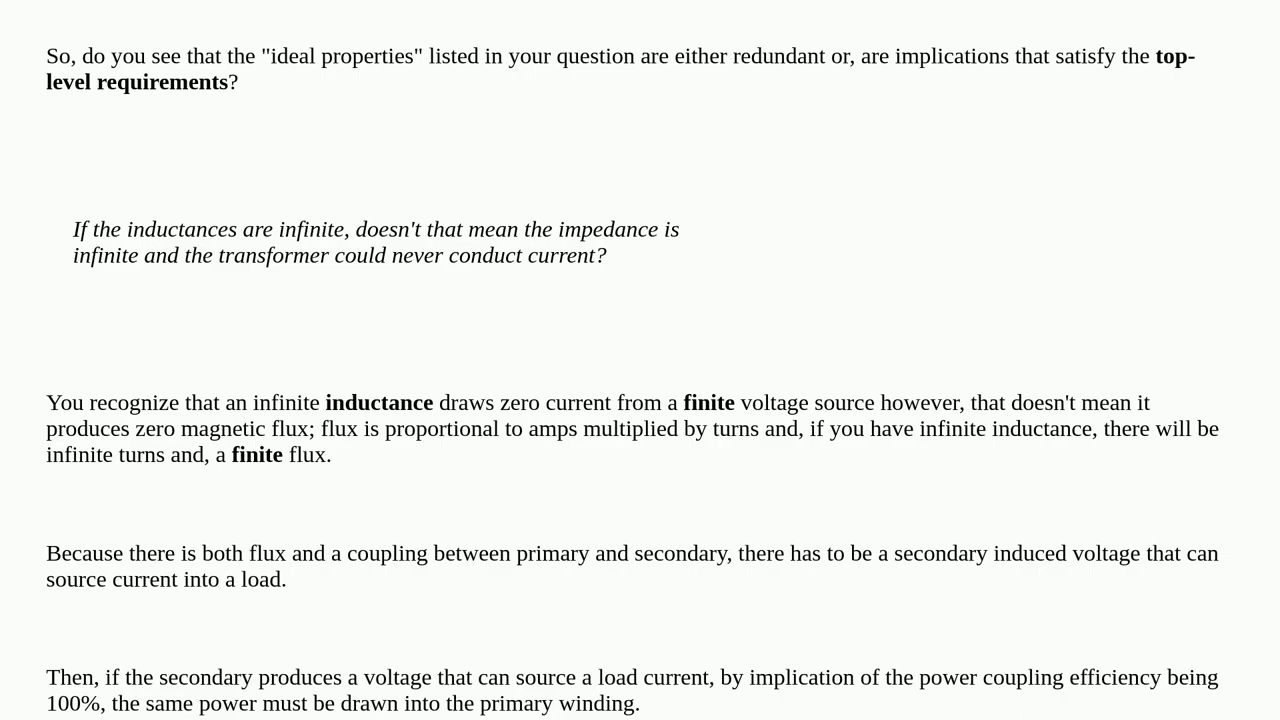 So, do you see that the "ideal properties" listed in your question are either redundant or, are implications that satisfy the top-
level requirements?
If the inductances are infinite, doesn't that mean the impedance is
infinite and the transformer could never conduct current?
You recognize that an infinite inductance draws zero current from a finite voltage source however, that doesn't mean it
produces zero magnetic flux; flux is proportional to amps multiplied by turns and, if you have infinite inductance, there will be
infinite turns and, a finite flux.
Because there is both flux and a coupling between primary and secondary, there has to be a secondary induced voltage that can
source current into a load.
Then, if the secondary produces a voltage that can source a load current, by implication of the power coupling efficiency being
100%, the same power must be drawn into the primary winding.